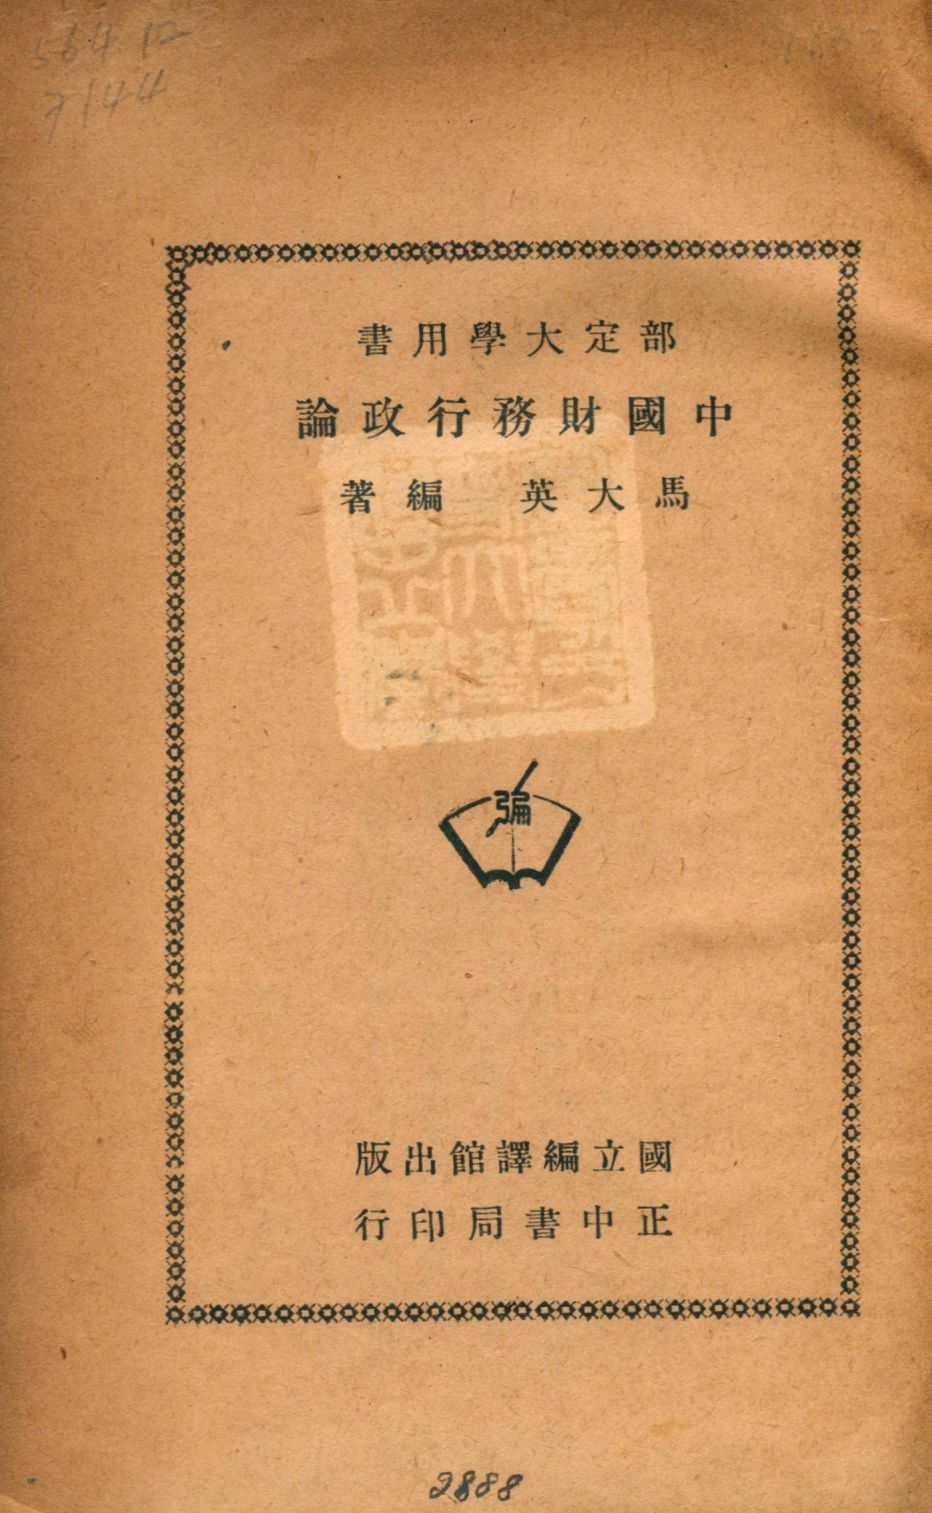 564.12
7144
部定大學用書
中國財務行政論
馬大英 編著
編
國立編譯館出版
正中書局印行
2888